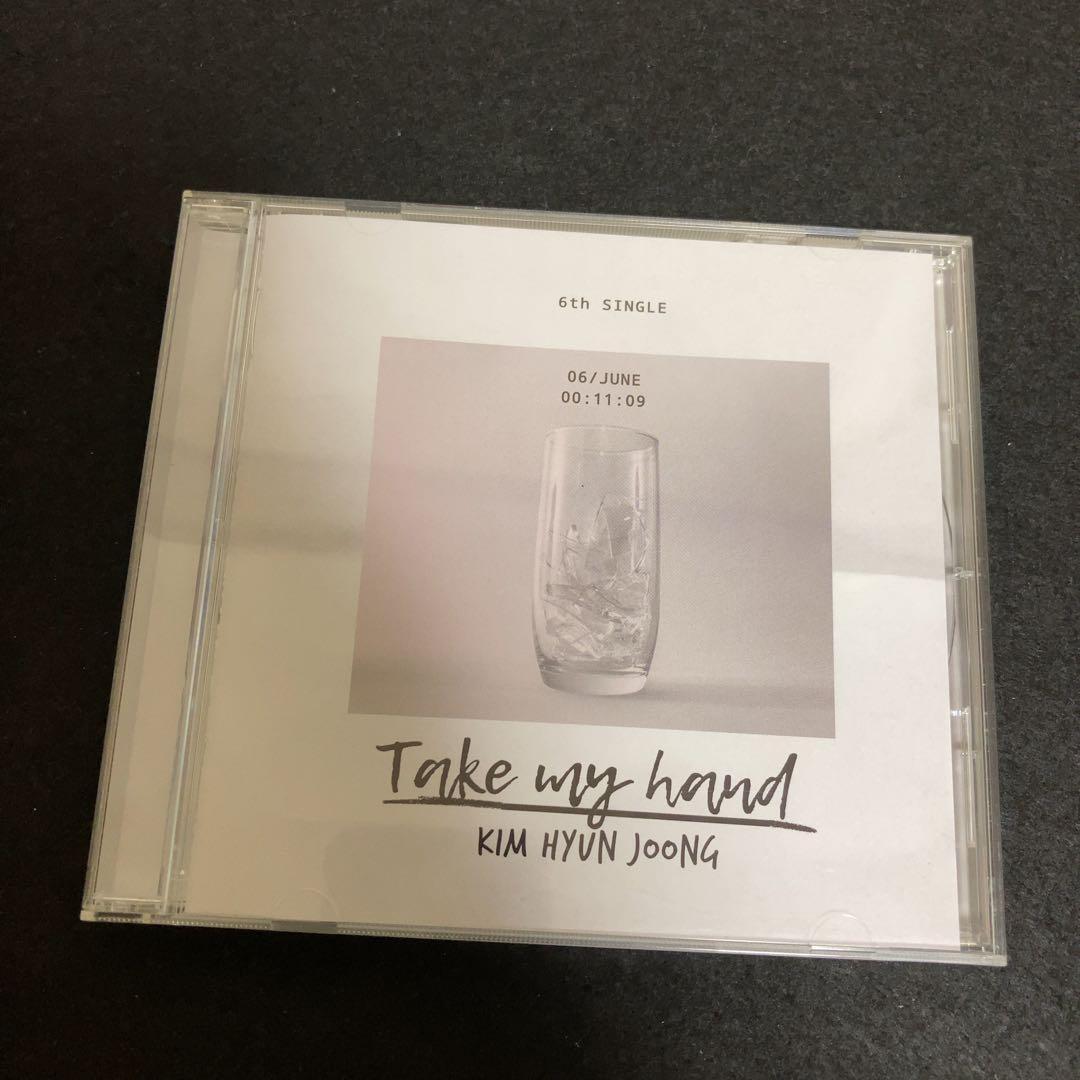 6th SINGLE
06/JUNE
00:11:09
Take my hand
KIM HYUN JOONG